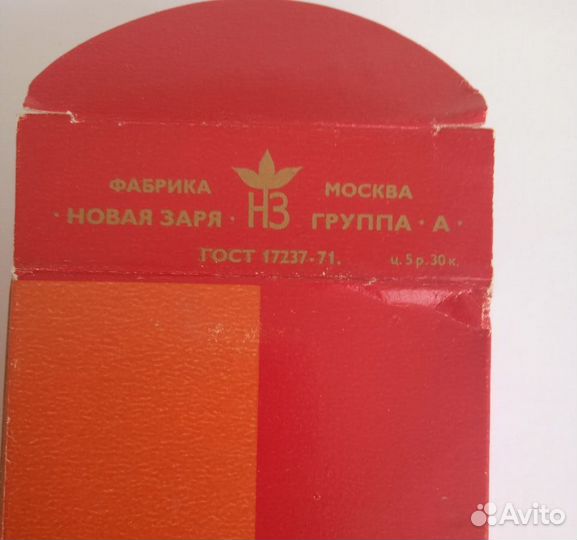 ФАБРИКА НЗ МОСКВА
· НОВАЯ ЗАРЯ · ГРУППА · А ·
ГОСТ 17237-71. ц. 5 р. 30 к.
Avito